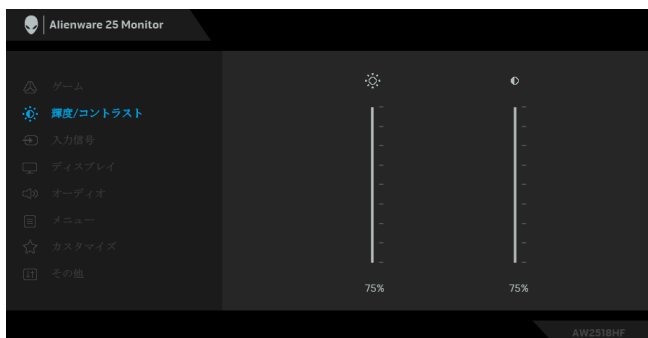 Alienware 25 Monitor
ゲーム
輝度/コントラスト
入力信号
ディスプレイ
オーディオ
メニュー
カスタマイズ
その他
75%
75%
AW2518HF